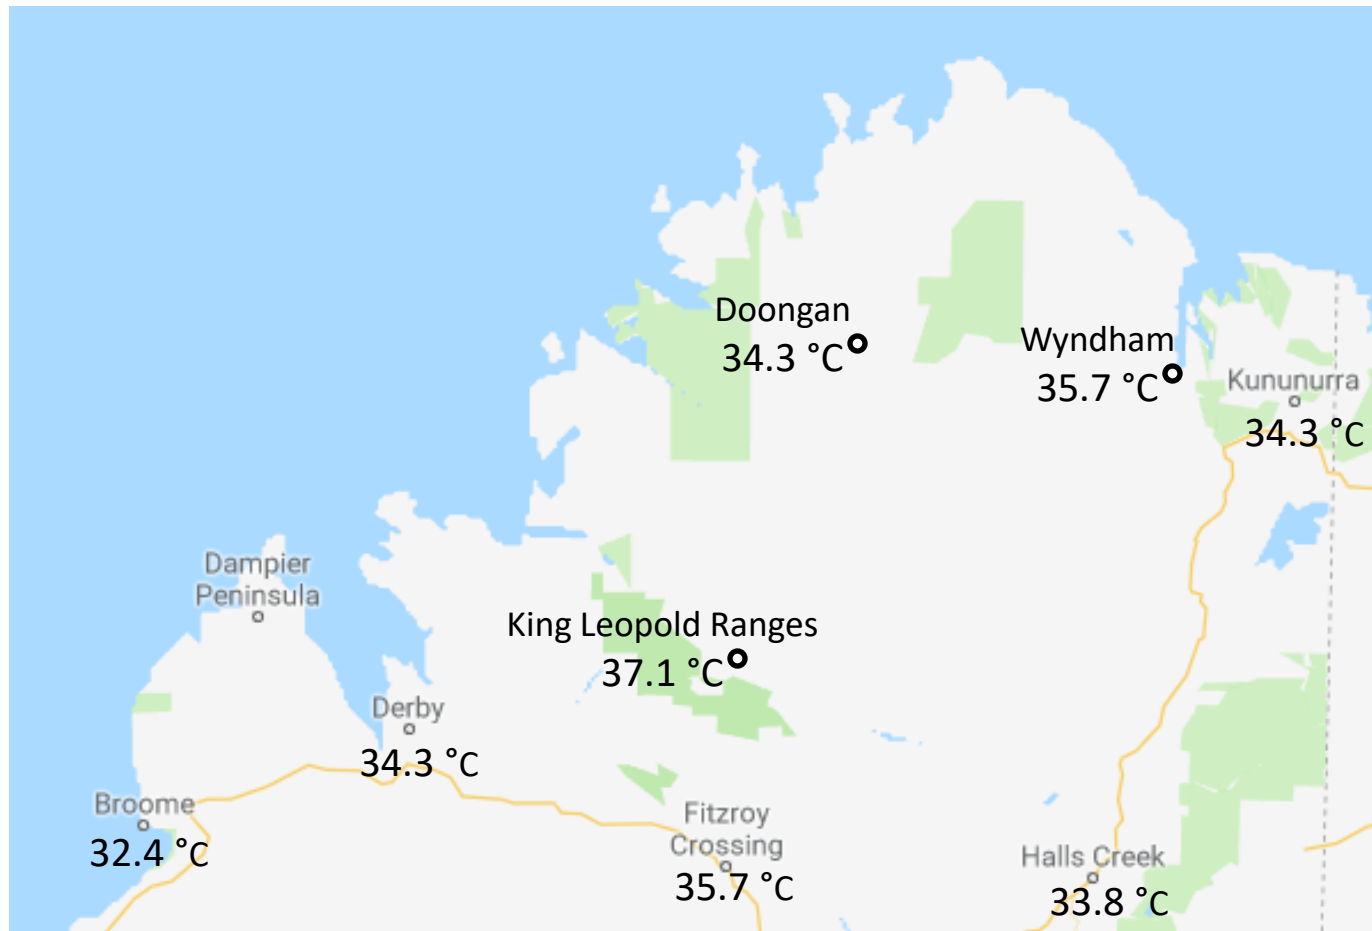 Doongan
34.3 °C
Wyndham
35.7 °C
Kununurra
34.3 °C
Dampier
Peninsula
King Leopold Ranges
37.1 °C
Derby
34.3 °C
Broome
32.4 °C
Fitzroy
Crossing
35.7 °C
Halls Creek
33.8 °C